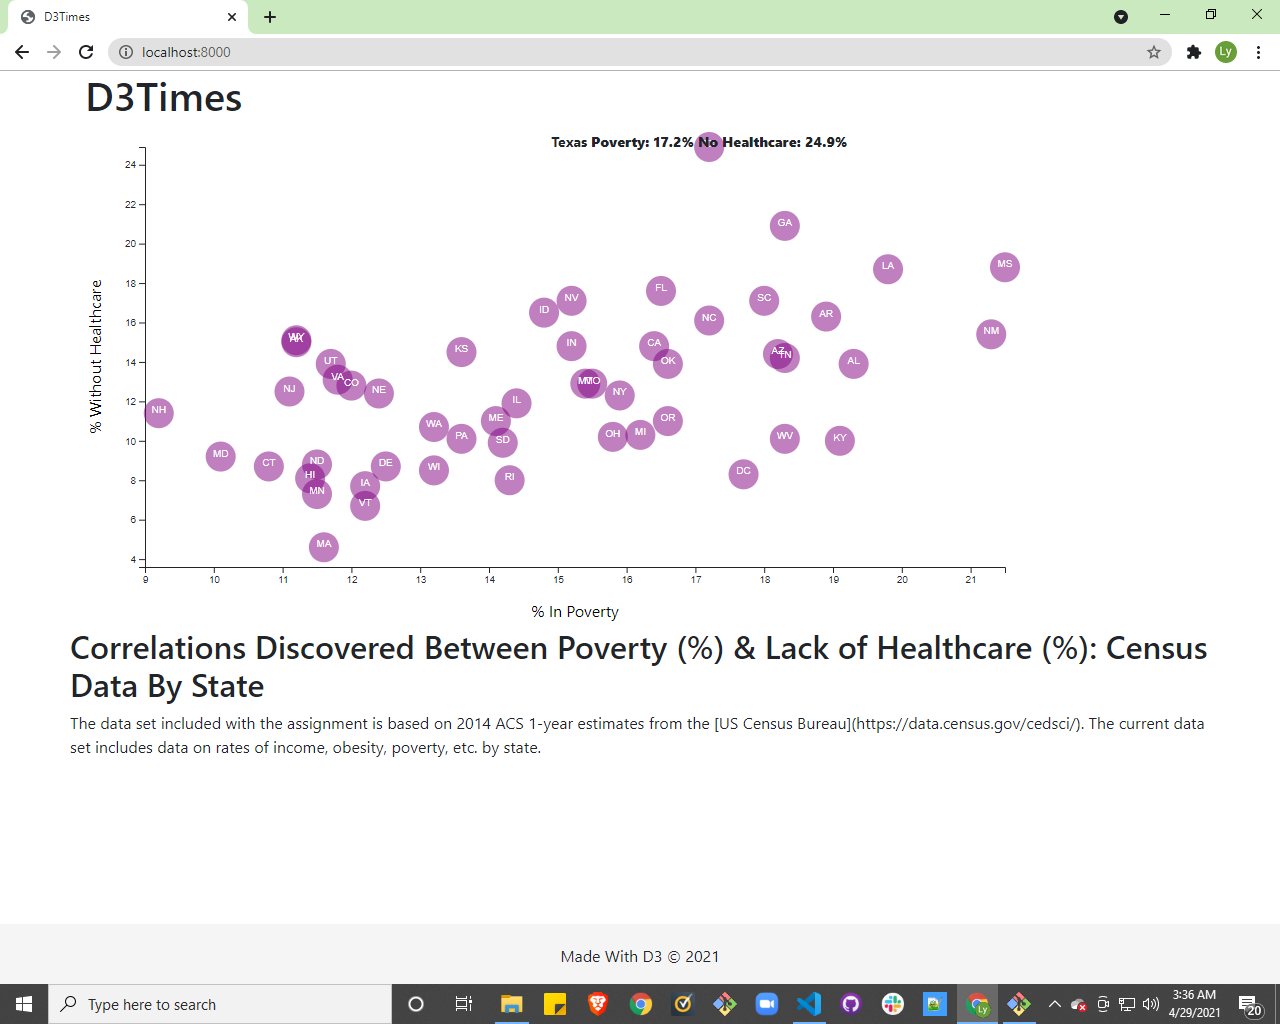 D3Times
localhost:8000
Ly
D3Times
Texas Poverty: 17.2% No Healthcare: 24.9%
24
22
20
18
16
14
12
10
8
6
4
% Without Healthcare
GA
LA
MS
FL
NV
SC
ID
NC
AR
NM
WY
IN
CA
KS
AZ
TN
UT
OK
AL
VA
CO
NE
NJ
MO
NY
IL
NH
ME
OR
WA
PA
SD
OH
MI
WV
KY
MD
CT
ND
DE
WI
DC
HI
IA
RI
MN
VT
MA
9 10 11 12 13 14 15 16 17 18 19 20 21
% In Poverty
Correlations Discovered Between Poverty (%) & Lack of Healthcare (%): Census
Data By State
The data set included with the assignment is based on 2014 ACS 1-year estimates from the [US Census Bureau](https://data.census.gov/cedsci/). The current data
set includes data on rates of income, obesity, poverty, etc. by state.
Made With D3 © 2021
Type here to search
Ly
3:36 AM
4/29/2021
20